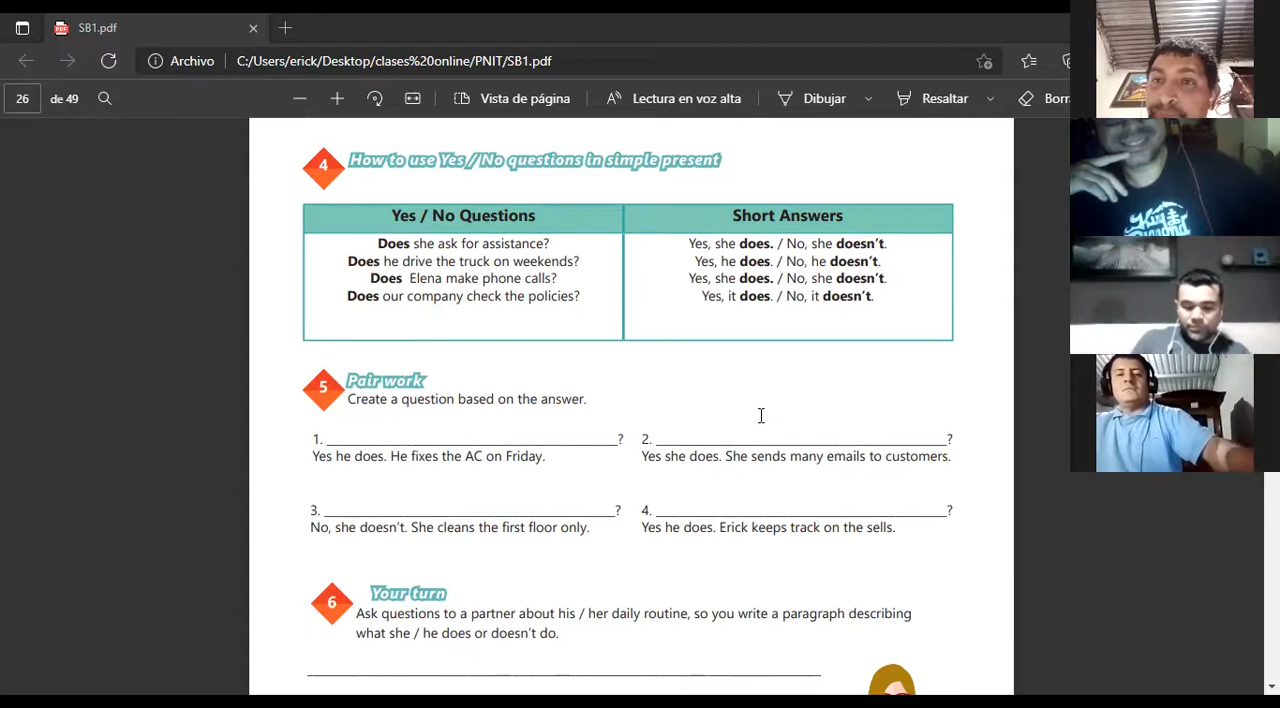 SB1.pdf
Archivo
C:/Users/erick/Desktop/clases%20online/PNIT/SB1.pdf
26 de 49
Vista de página
Lectura en voz alta
Dibujar
Resaltar
Borr
4 How to use Yes / No questions in simple present
Yes / No Questions
Short Answers
Does she ask for assistance?
Does he drive the truck on weekends?
Does Elena make phone calls?
Does our company check the policies?
Yes, she does. / No, she doesn't.
Yes, he does. / No, he doesn't.
Yes, she does. / No, she doesn't.
Yes, it does. / No, it doesn't.
5 Pair work
Create a question based on the answer.
1. ________________________________________?
Yes he does. He fixes the AC on Friday.
2. ________________________________________?
Yes she does. She sends many emails to customers.
3. ________________________________________?
No, she doesn't. She cleans the first floor only.
4. ________________________________________?
Yes he does. Erick keeps track on the sells.
6 Your turn
Ask questions to a partner about his / her daily routine, so you write a paragraph describing
what she / he does or doesn't do.